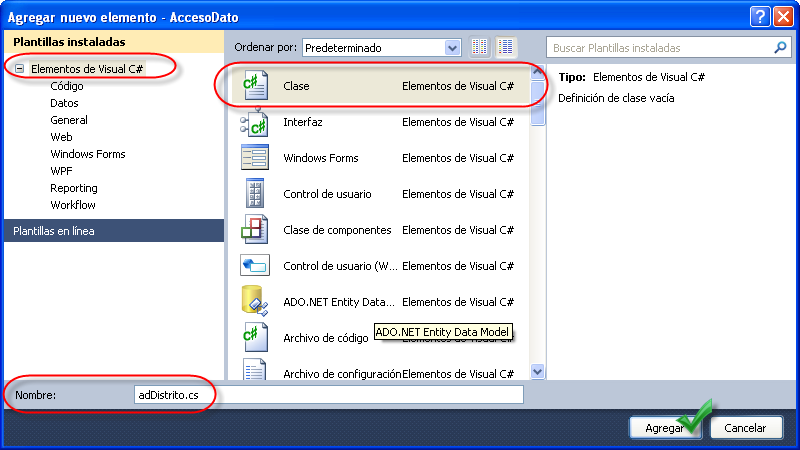 Agregar nuevo elemento - AccesoDato
Plantillas instaladas
Elementos de Visual C#
Código
Datos
General
Web
Windows Forms
WPF
Reporting
Workflow
Plantillas en línea
Ordenar por: Predeterminado
Clase Elementos de Visual C#
Interfaz Elementos de Visual C#
Windows Forms Elementos de Visual C#
Control de usuario Elementos de Visual C#
Clase de componentes Elementos de Visual C#
Control de usuario (W... Elementos de Visual C#
ADO.NET Entity Data... Elementos de Visual C#
ADO.NET Entity Data Model
Archivo de código Elementos de Visual C#
Archivo de configuración Elementos de Visual C#
Buscar Plantillas instaladas
Tipo: Elementos de Visual C#
Definición de clase vacía
Nombre: adDistrito.cs
Agregar Cancelar